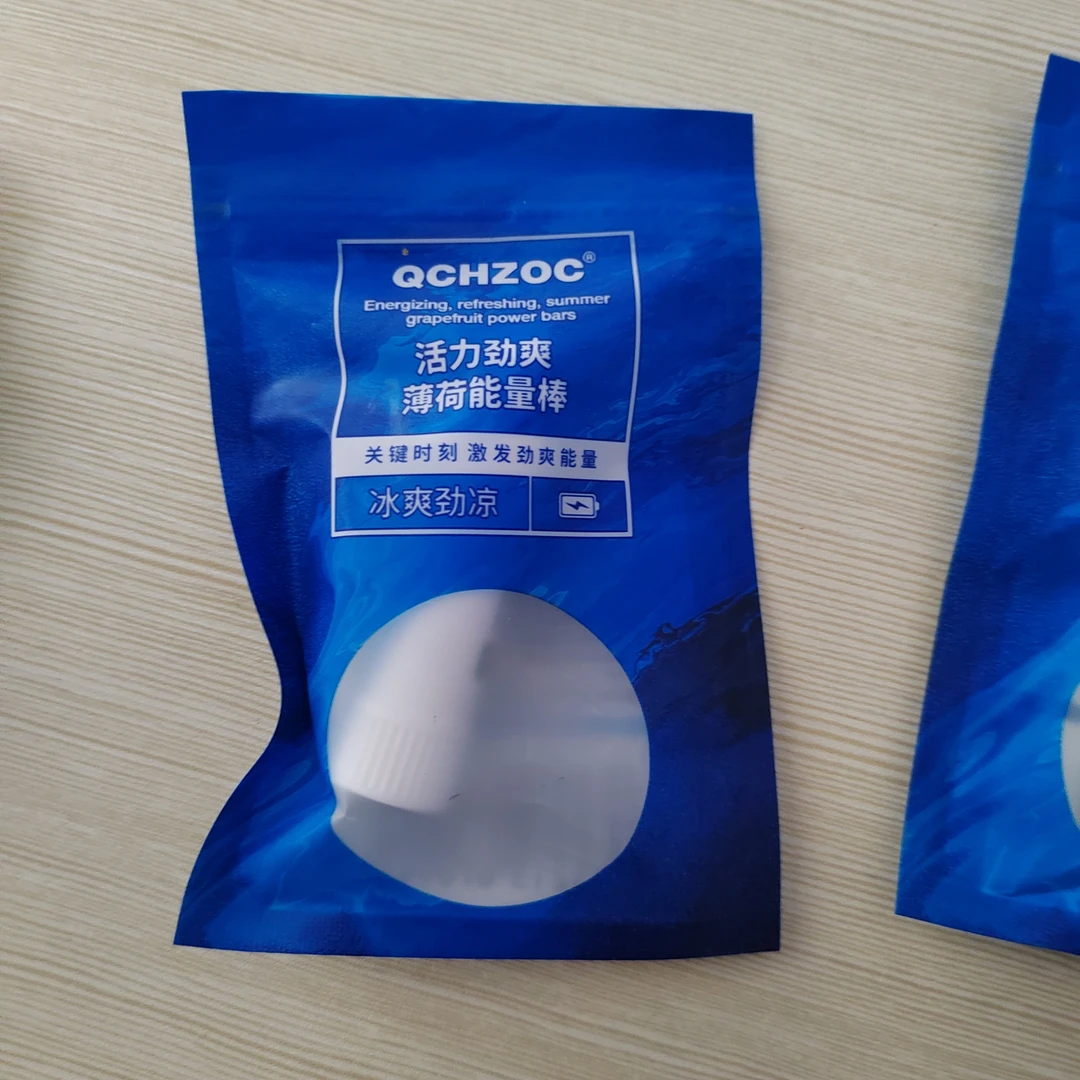 QCHZOC®
Energizing, refreshing, summer
grapefruit power bars
活力劲爽
薄荷能量棒
关键时刻 激发劲爽能量
冰爽劲凉